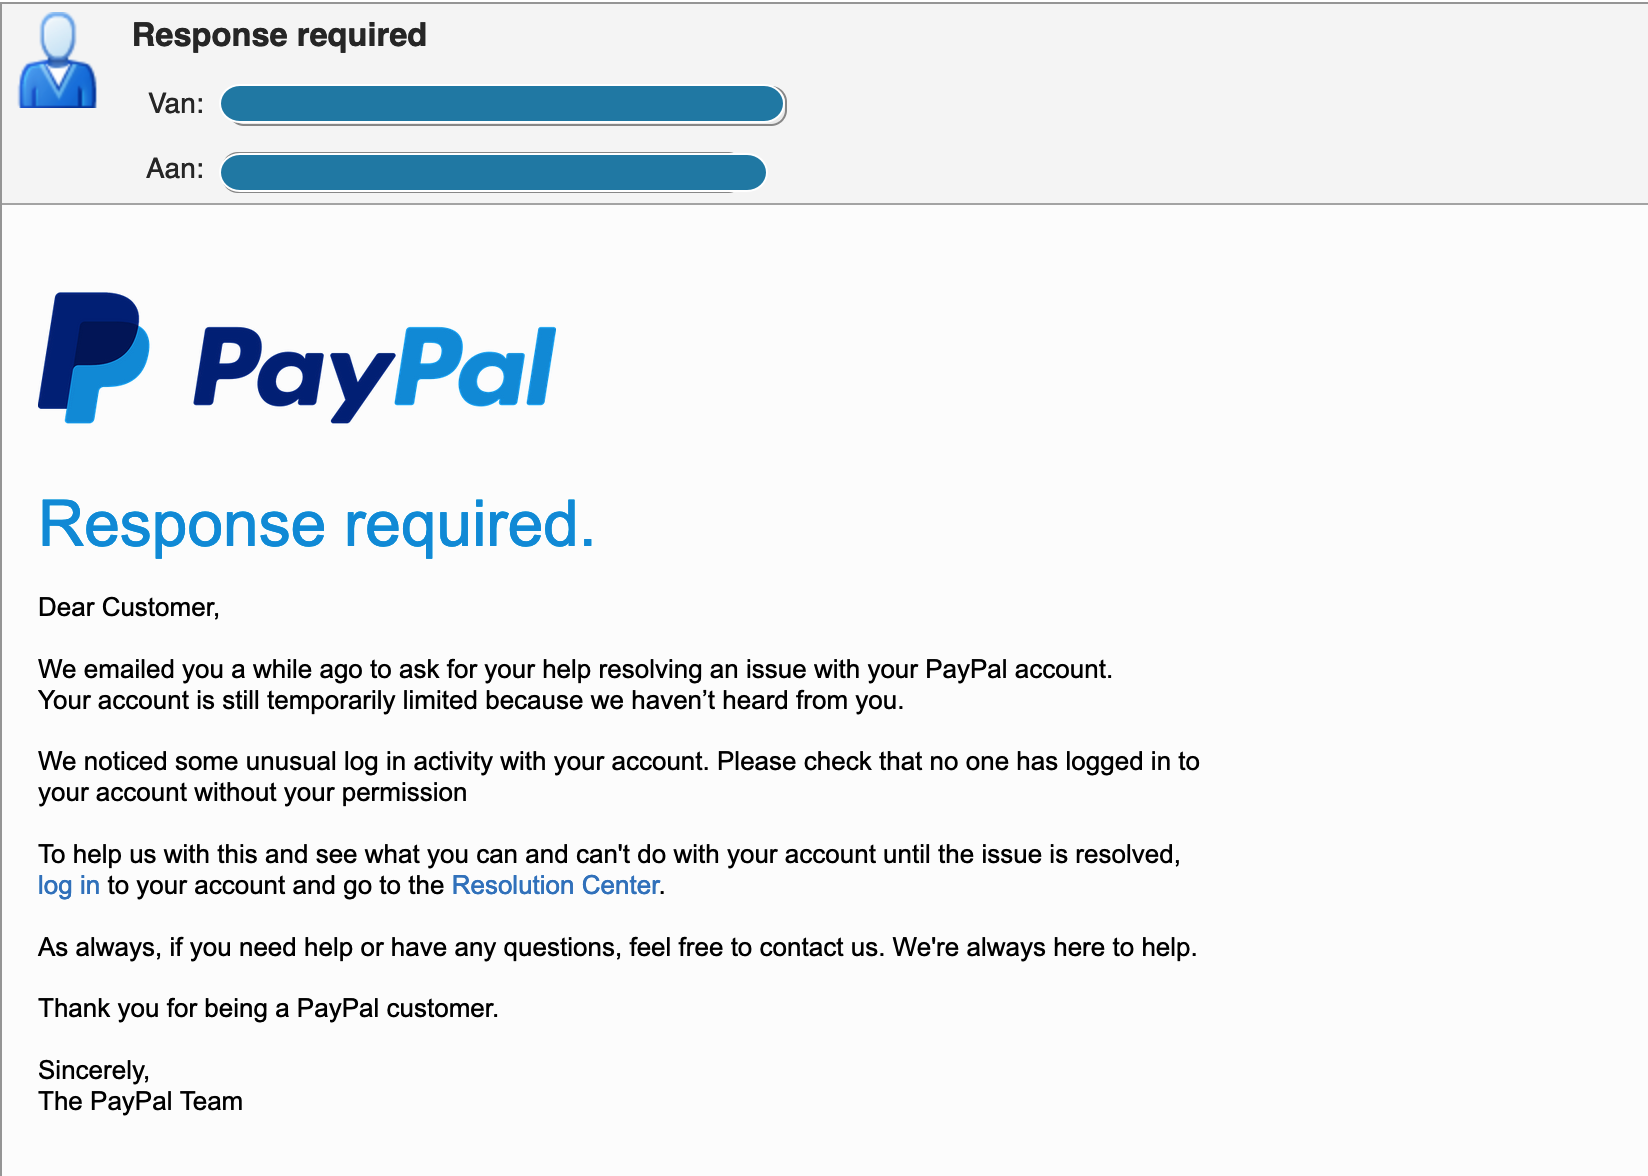 Response required
Van:
Aan:
PayPal
Response required.
Dear Customer,
We emailed you a while ago to ask for your help resolving an issue with your PayPal account.
Your account is still temporarily limited because we haven’t heard from you.
We noticed some unusual log in activity with your account. Please check that no one has logged in to
your account without your permission
To help us with this and see what you can and can't do with your account until the issue is resolved,
log in to your account and go to the Resolution Center.
As always, if you need help or have any questions, feel free to contact us. We're always here to help.
Thank you for being a PayPal customer.
Sincerely,
The PayPal Team